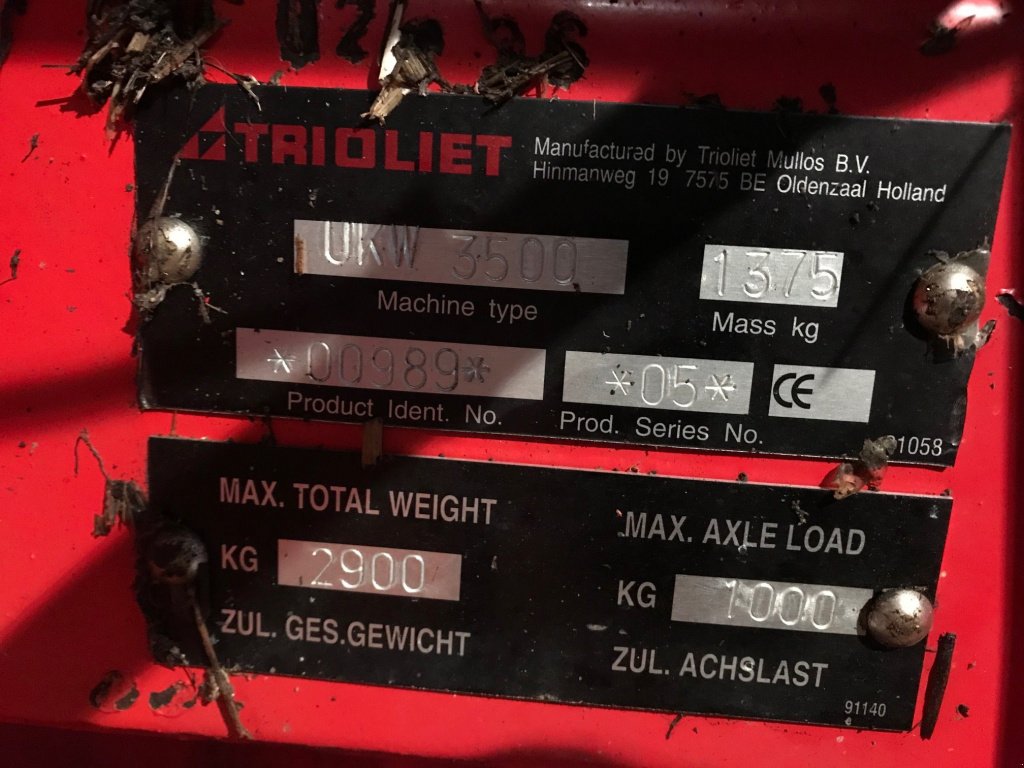 TRIOLIET
Manufactured by Trioliet Mullos B.V.
Hinmanweg 19 7575 BE Oldenzaal Holland
UKW 3500
1375
Machine type
Mass kg
*00989*
*05*
CE
Product Ident. No.
Prod. Series No.
91058
MAX. TOTAL WEIGHT
MAX. AXLE LOAD
KG 2900
KG 1000
ZUL. GES.GEWICHT
ZUL. ACHSLAST
91140